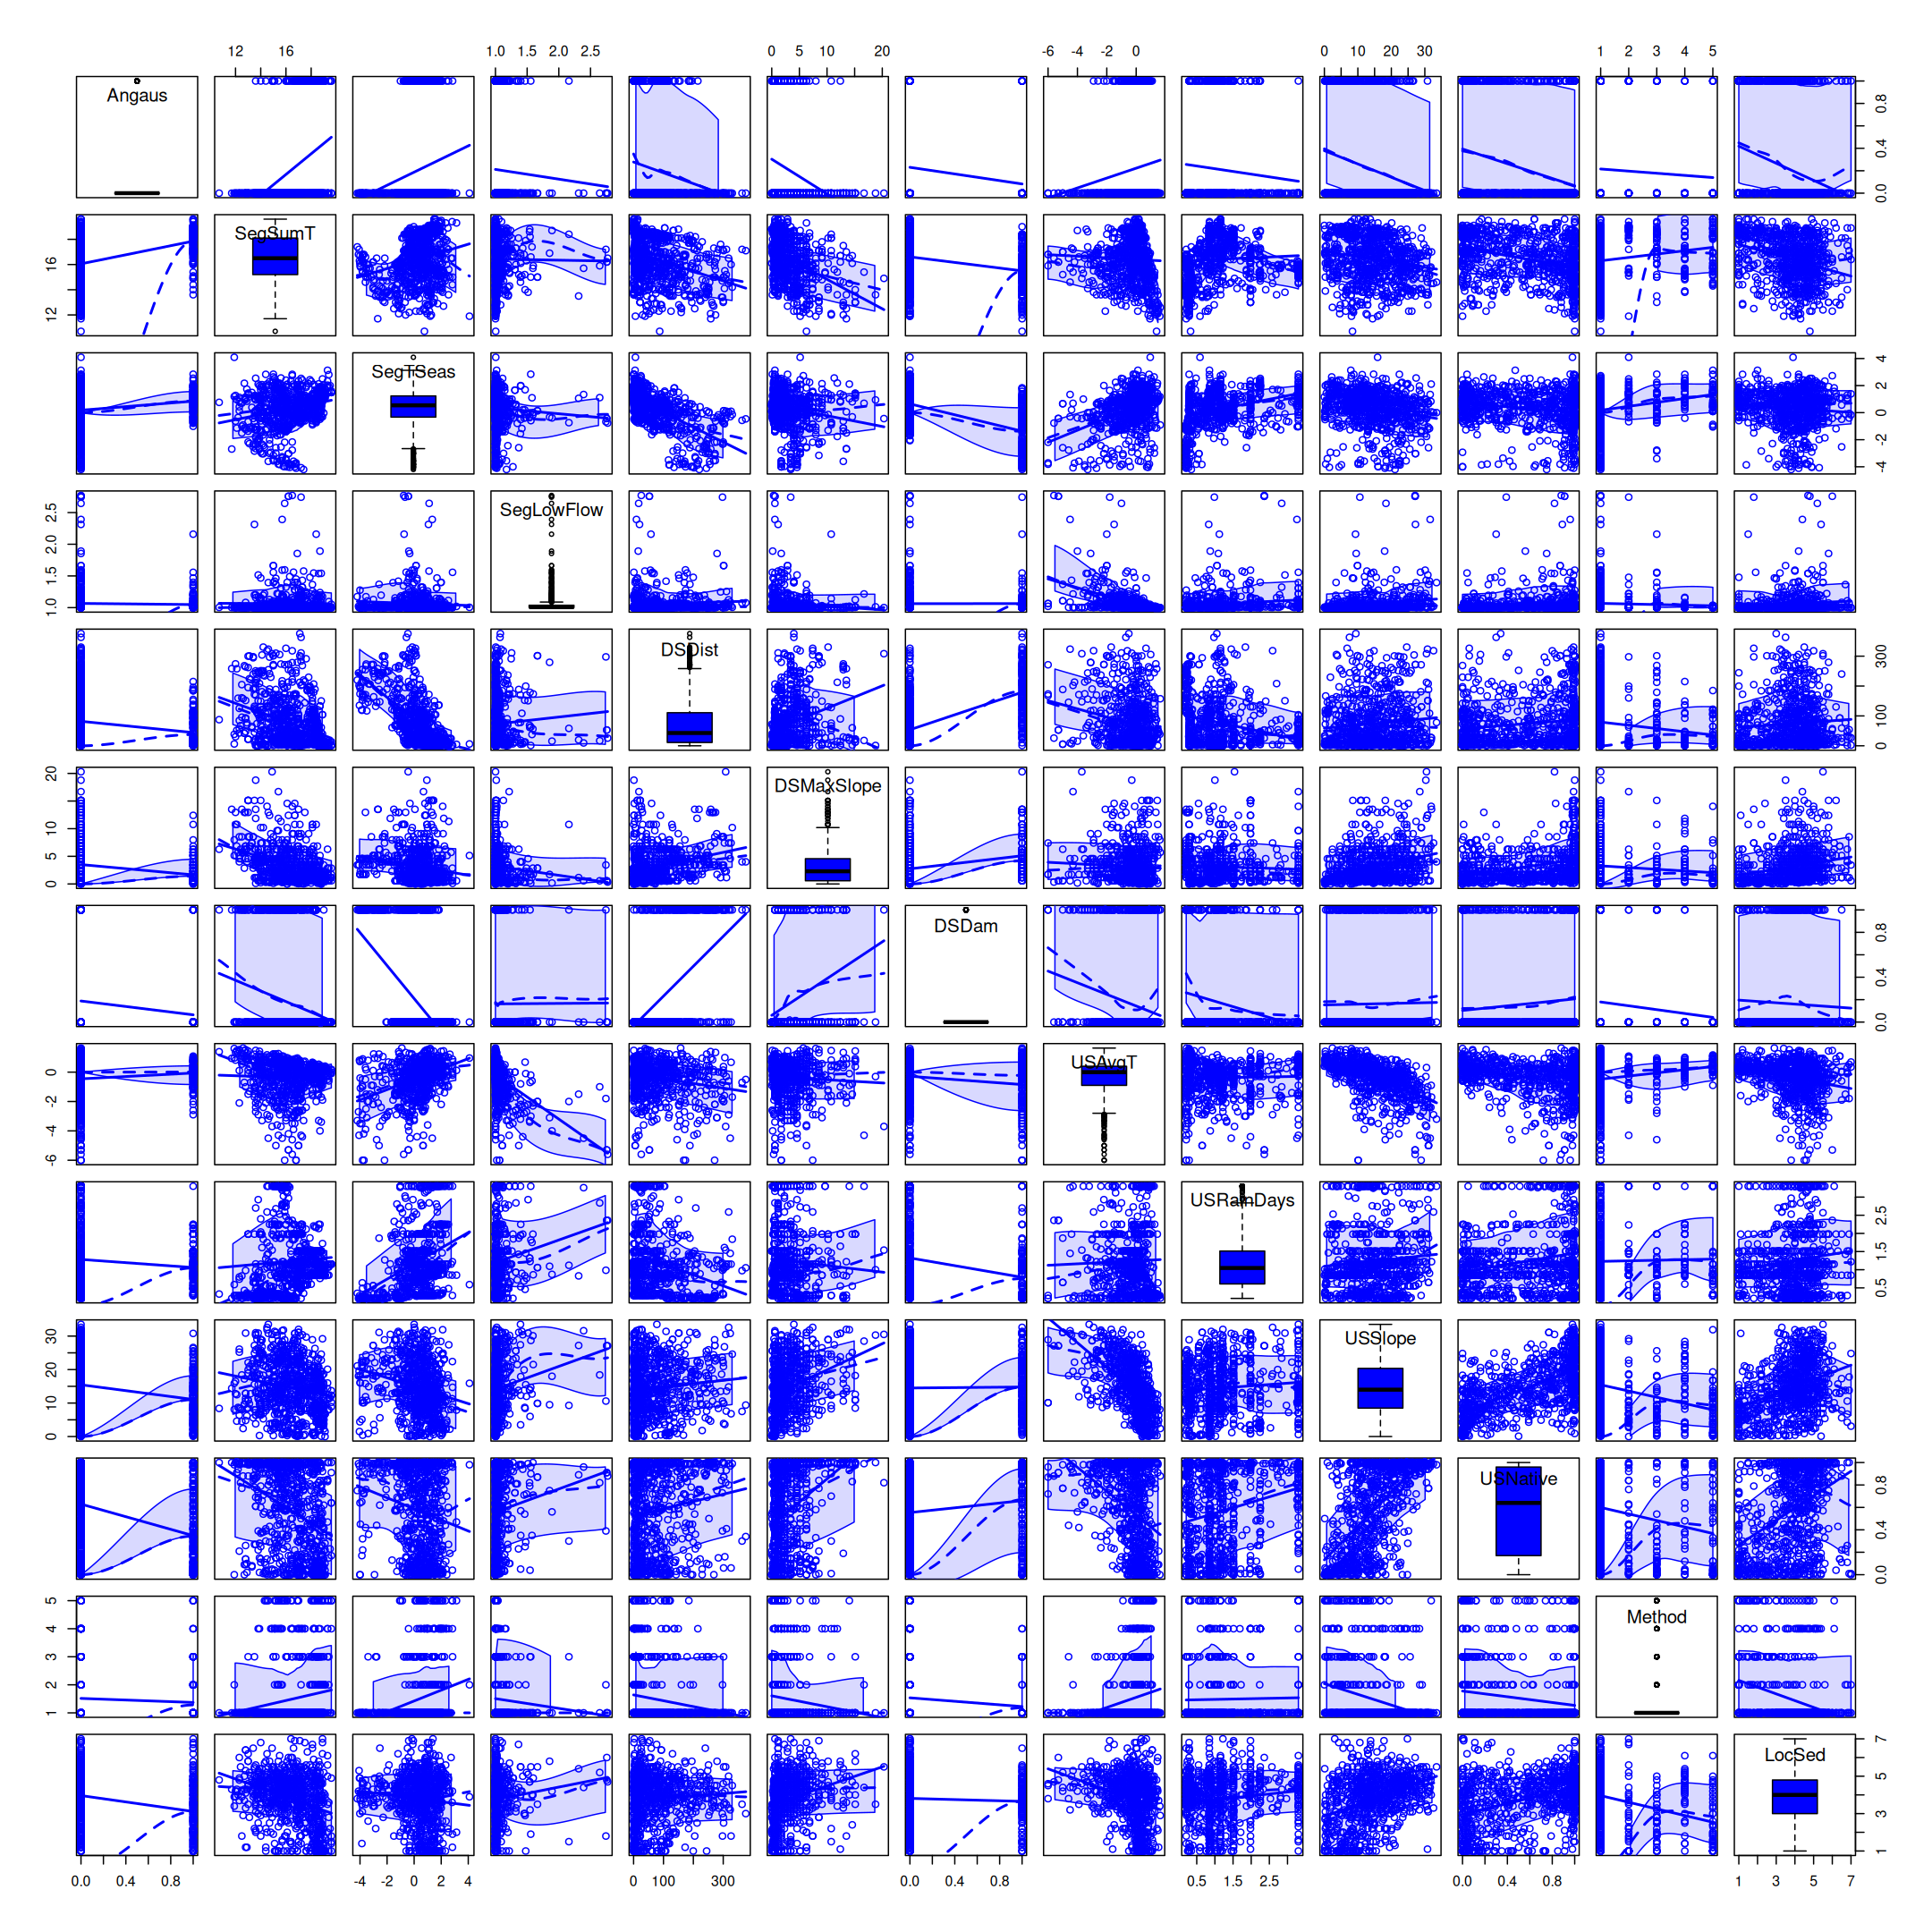 12 16 1.0 1.5 2.0 2.5 0 5 10 20 -6 -4 -2 0 0 10 20 30 1 2 3 4 5
Angaus
0.0 0.4 0.8
SegSumT
12 16
SegTSeas
-4 -2 0 2 4
SegLowFlow
1.0 1.5 2.0 2.5
DSDist
0 100 300
DSMaxSlope
0 5 10 20
DSDam
0.0 0.4 0.8
USAvgT
-6 -4 -2 0
USRainDays
0.5 1.5 2.5
USSlope
0 10 20 30
USNative
0.0 0.4 0.8
Method
1 2 3 4 5
LocSed
1 3 5 7
0.0 0.4 0.8 -4 -2 0 2 4 0 100 300 0.0 0.4 0.8 0.5 1.5 2.5 0.0 0.4 0.8 1 3 5 7